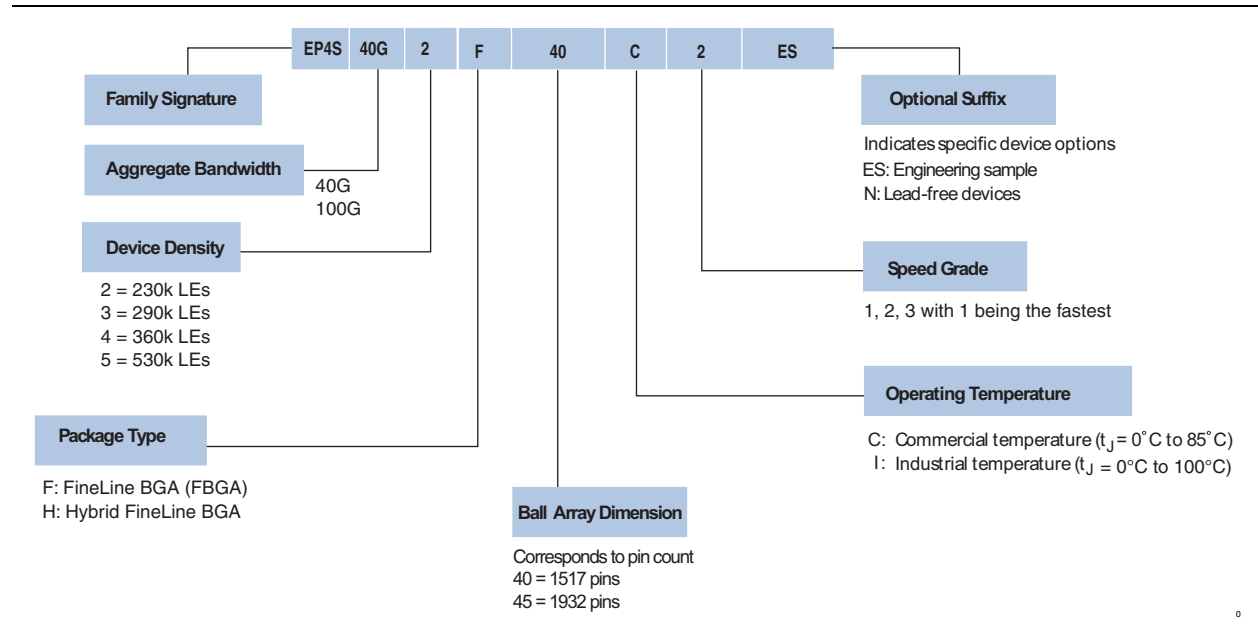 EP4S 40G 2 F 40 C 2 ES
Family Signature
Aggregate Bandwidth
40G
100G
Device Density
2 = 230k LEs
3 = 290k LEs
4 = 360k LEs
5 = 530k LEs
Package Type
F: FineLine BGA (FBGA)
H: Hybrid FineLine BGA
Ball Array Dimension
Corresponds to pin count
40 = 1517 pins
45 = 1932 pins
Optional Suffix
Indicates specific device options
ES: Engineering sample
N: Lead-free devices
Speed Grade
1, 2, 3 with 1 being the fastest
Operating Temperature
C: Commercial temperature (tJ = 0˚C to 85˚C)
I: Industrial temperature (tJ = 0°C to 100°C)
0